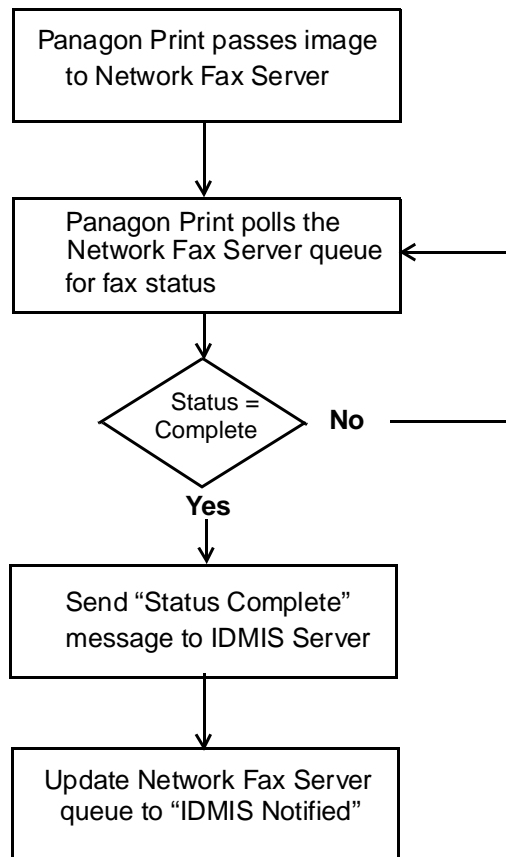 Panagon Print passes image
to Network Fax Server
Panagon Print polls the
Network Fax Server queue
for fax status
Status =
Complete
No
Yes
Send “Status Complete”
message to IDMIS Server
Update Network Fax Server
queue to “IDMIS Notified”